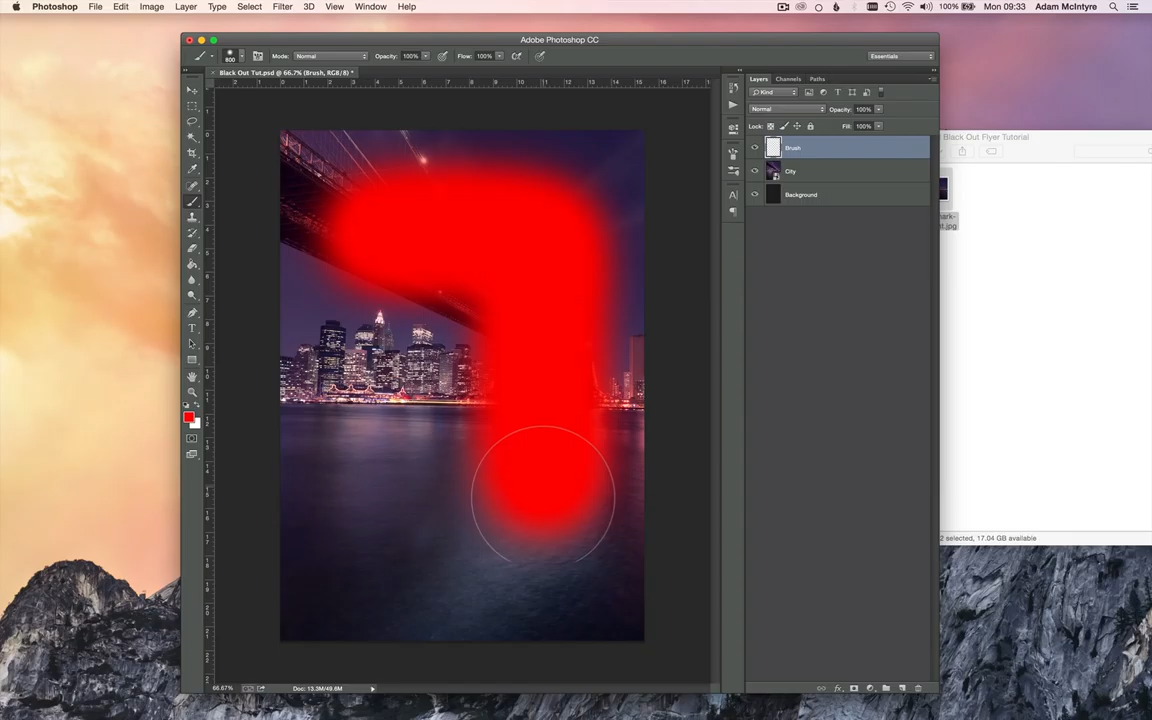 Photoshop File Edit Image Layer Type Select Filter 3D View Window Help 100% Mon 09:33 Adam McIntyre
Adobe Photoshop CC
800 Mode: Normal Opacity: 100% Flow: 100% Essentials
× Black Out Tut.psd @ 66.7% (Brush, RGB/8) *
Layers Channels Paths
Kind
Normal Opacity: 100%
Lock: Fill: 100%
Brush
City
Background
Black Out Flyer Tutorial
2 selected, 17.04 GB available
66.67% Doc: 13.3M/49.6M